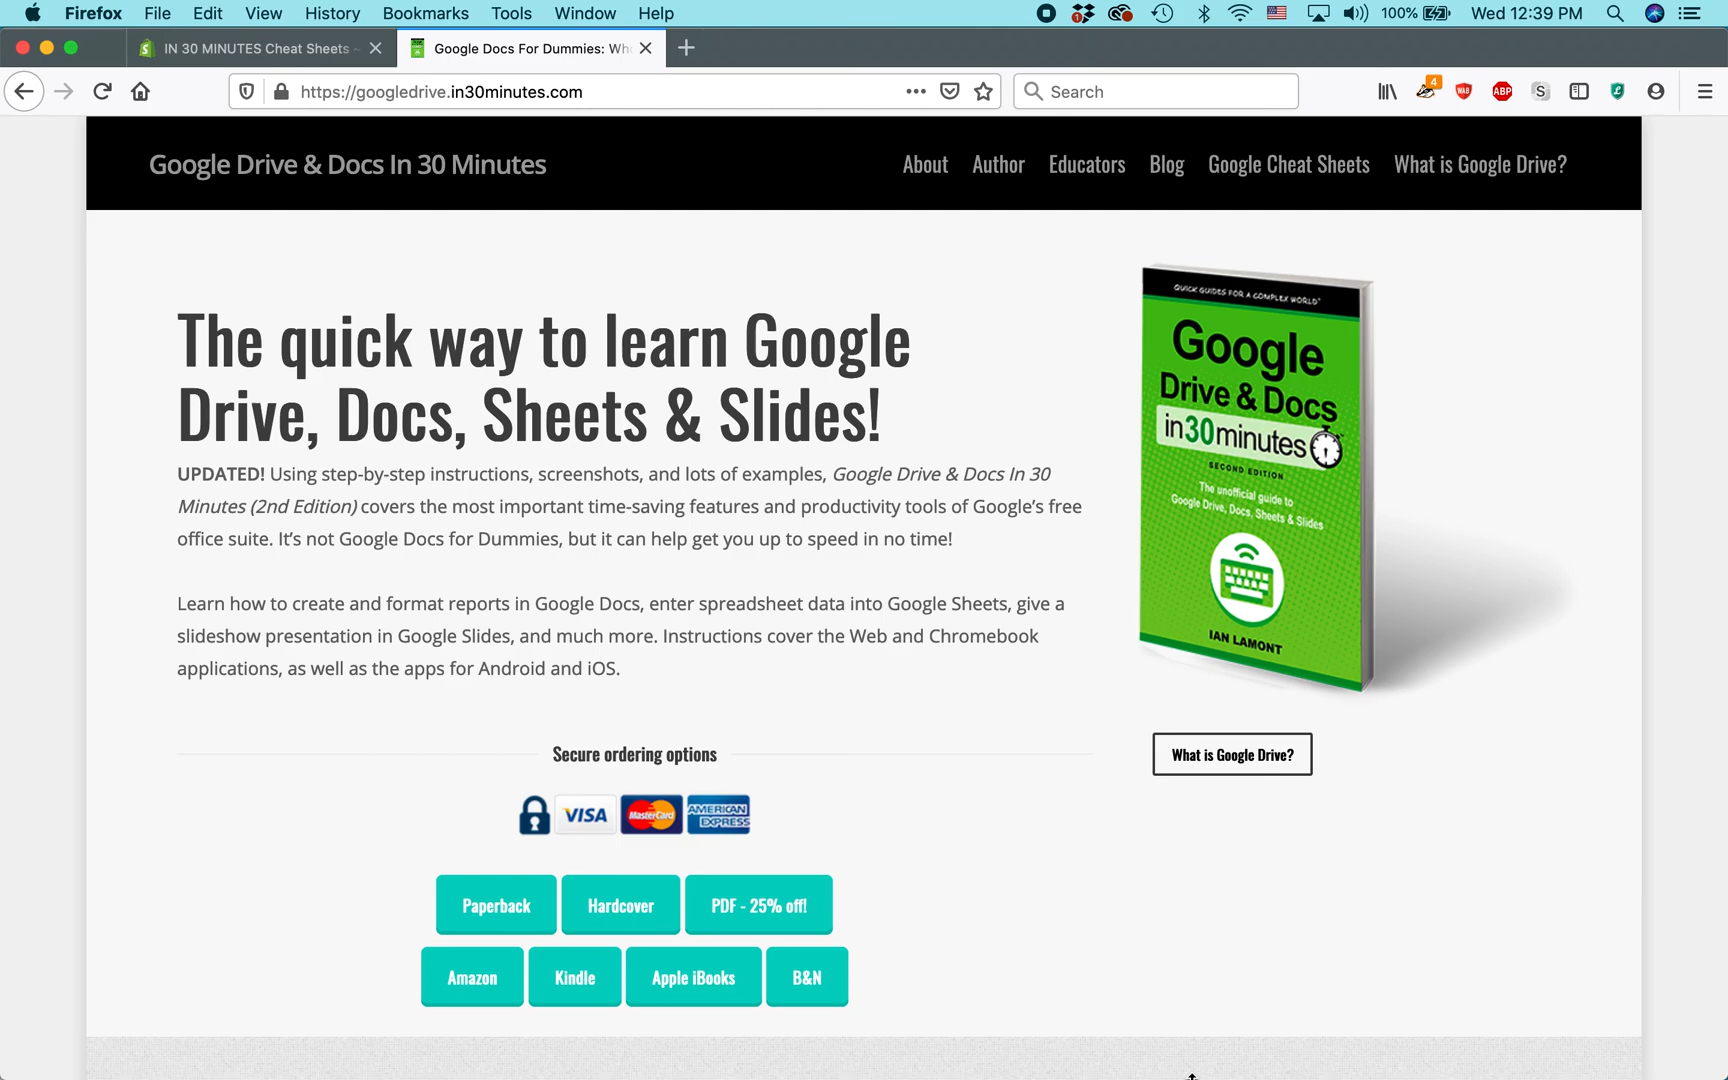 Firefox File Edit View History Bookmarks Tools Window Help
1 100% Wed 12:39 PM
IN 30 MINUTES Cheat Sheets -
Google Docs For Dummies: Wh
https://googledrive.in30minutes.com
Search
4
WAB
ABP
S
Google Drive & Docs In 30 Minutes
About Author Educators Blog Google Cheat Sheets What is Google Drive?
The quick way to learn Google
Drive, Docs, Sheets & Slides!
UPDATED! Using step-by-step instructions, screenshots, and lots of examples, Google Drive & Docs In 30
Minutes (2nd Edition) covers the most important time-saving features and productivity tools of Google’s free
office suite. It’s not Google Docs for Dummies, but it can help get you up to speed in no time!
Learn how to create and format reports in Google Docs, enter spreadsheet data into Google Sheets, give a
slideshow presentation in Google Slides, and much more. Instructions cover the Web and Chromebook
applications, as well as the apps for Android and iOS.
QUICK GUIDES FOR A COMPLEX WORLD™
Google
Drive & Docs
in30minutes
SECOND EDITION
The unofficial guide to
Google Drive, Docs, Sheets & Slides
IAN LAMONT
What is Google Drive?
Secure ordering options
VISA MasterCard AMERICAN EXPRESS
Paperback Hardcover PDF - 25% off!
Amazon Kindle Apple iBooks B&N